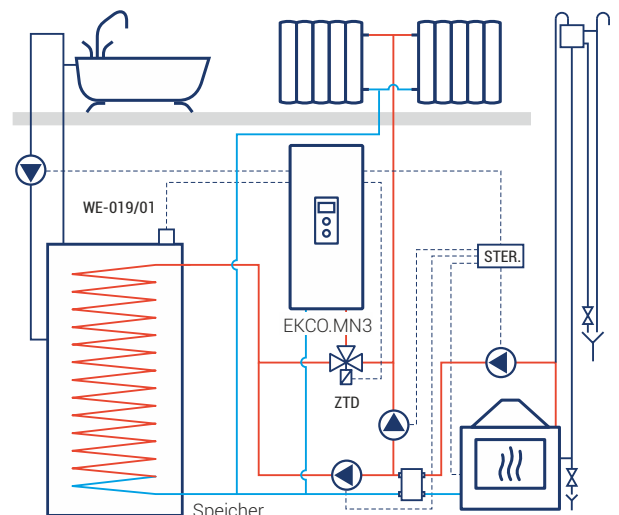 WE-019/01
STER.
EKCO.MN3
ZTD
Speicher